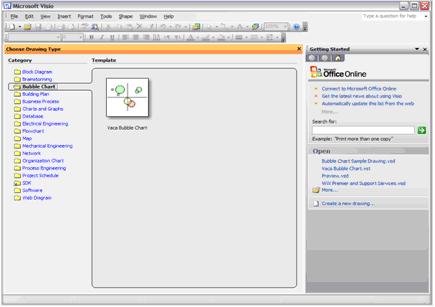 Microsoft Visio
File Edit View Insert Format Tools Shape Window Help
Type a question for help
100%
Choose Drawing Type
Category
Template
Block Diagram
Brainstorming
Bubble Chart
Building Plan
Business Process
Charts and Graphs
Database
Electrical Engineering
Flowchart
Map
Mechanical Engineering
Network
Organization Chart
Process Engineering
Project Schedule
SDK
Software
Web Diagram
Vaca Bubble Chart
Getting Started
Office Online
Connect to Microsoft Office Online
Get the latest news about using Visio
Automatically update this list from the web
More...
Search for:
Example: "Print more than one copy"
Open
Bubble Chart Sample Drawing.vsd
Vaca Bubble Chart.vst
Preview.vsd
WW Premier and Support Services.vsd
More...
Create a new drawing...